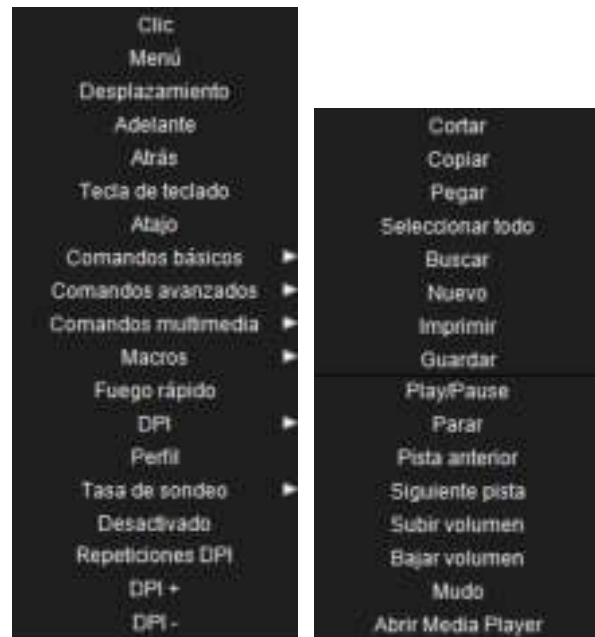 Clic
Menú
Desplazamiento
Adelante
Atrás
Tecla de teclado
Atajo
Comandos básicos
Comandos avanzados
Comandos multimedia
Macros
Fuego rápido
DPI
Perfil
Tasa de sondeo
Desactivado
Repeticiones DPI
DPI +
DPI -
Cortar
Copiar
Pegar
Seleccionar todo
Buscar
Nuevo
Imprimir
Guardar
Play/Pause
Parar
Pista anterior
Siguiente pista
Subir volumen
Bajar volumen
Mudo
Abrir Media Player